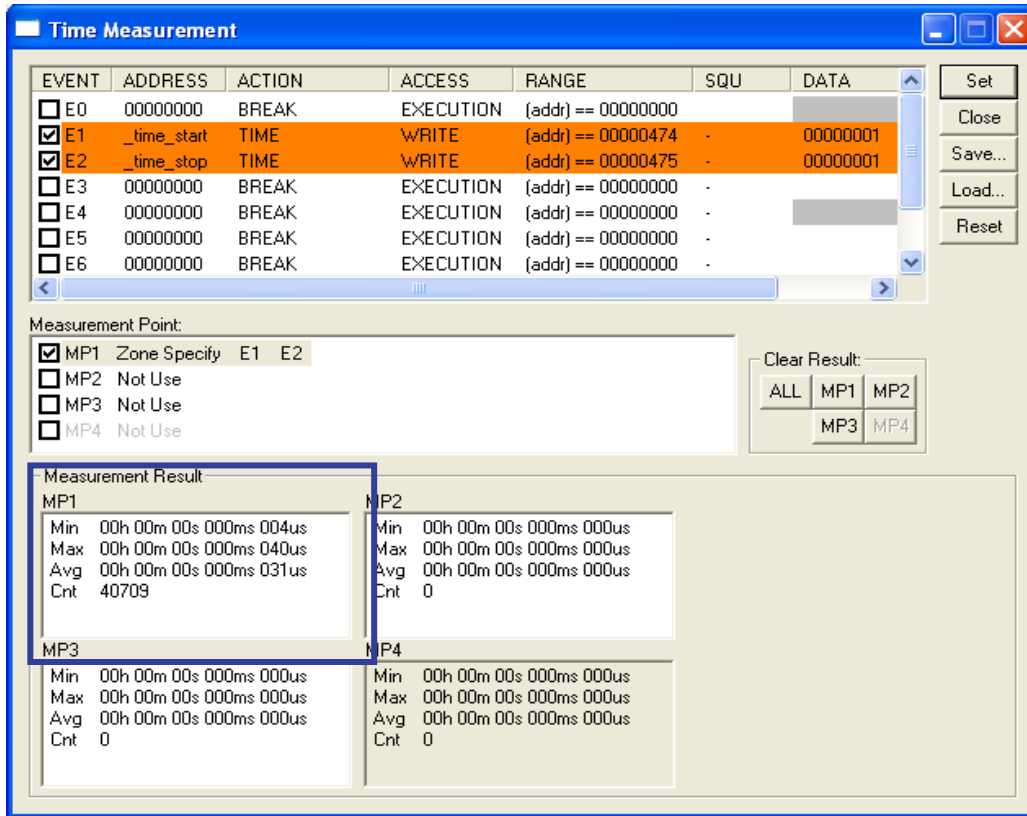 Time Measurement
EVENT ADDRESS ACTION ACCESS RANGE SQU DATA
E0 00000000 BREAK EXECUTION (addr) == 00000000
E1 _time_start TIME WRITE (addr) == 00000474 - 00000001
E2 _time_stop TIME WRITE (addr) == 00000475 - 00000001
E3 00000000 BREAK EXECUTION (addr) == 00000000 -
E4 00000000 BREAK EXECUTION (addr) == 00000000 -
E5 00000000 BREAK EXECUTION (addr) == 00000000 -
E6 00000000 BREAK EXECUTION (addr) == 00000000 -
Set
Close
Save...
Load...
Reset
Measurement Point:
MP1 Zone Specify E1 E2
MP2 Not Use
MP3 Not Use
MP4 Not Use
Clear Result:
ALL MP1 MP2
MP3 MP4
Measurement Result
MP1
Min 00h 00m 00s 000ms 004us
Max 00h 00m 00s 000ms 040us
Avg 00h 00m 00s 000ms 031us
Cnt 40709
MP2
Min 00h 00m 00s 000ms 000us
Max 00h 00m 00s 000ms 000us
Avg 00h 00m 00s 000ms 000us
Cnt 0
MP3
Min 00h 00m 00s 000ms 000us
Max 00h 00m 00s 000ms 000us
Avg 00h 00m 00s 000ms 000us
Cnt 0
MP4
Min 00h 00m 00s 000ms 000us
Max 00h 00m 00s 000ms 000us
Avg 00h 00m 00s 000ms 000us
Cnt 0